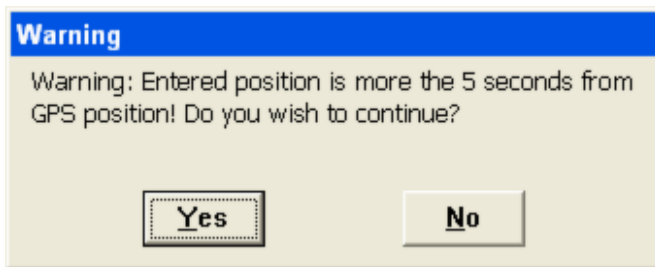 Warning
Warning: Entered position is more the 5 seconds from
GPS position! Do you wish to continue?
Yes
No